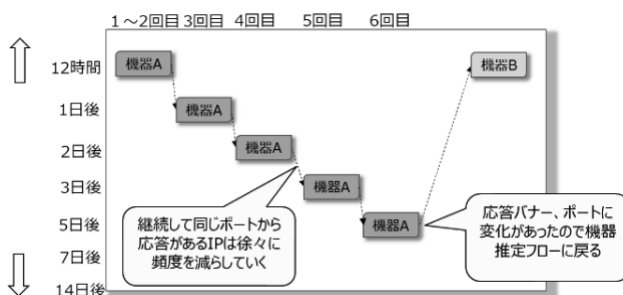 1～2回目 3回目 4回目 5回目 6回目
12時間
機器A
機器B
1日後
機器A
2日後
機器A
3日後
機器A
5日後
機器A
7日後
14日後
継続して同じポートから
応答があるIPは徐々に
頻度を減らしていく
応答バナー、ポートに
変化があったので機器
推定フローに戻る